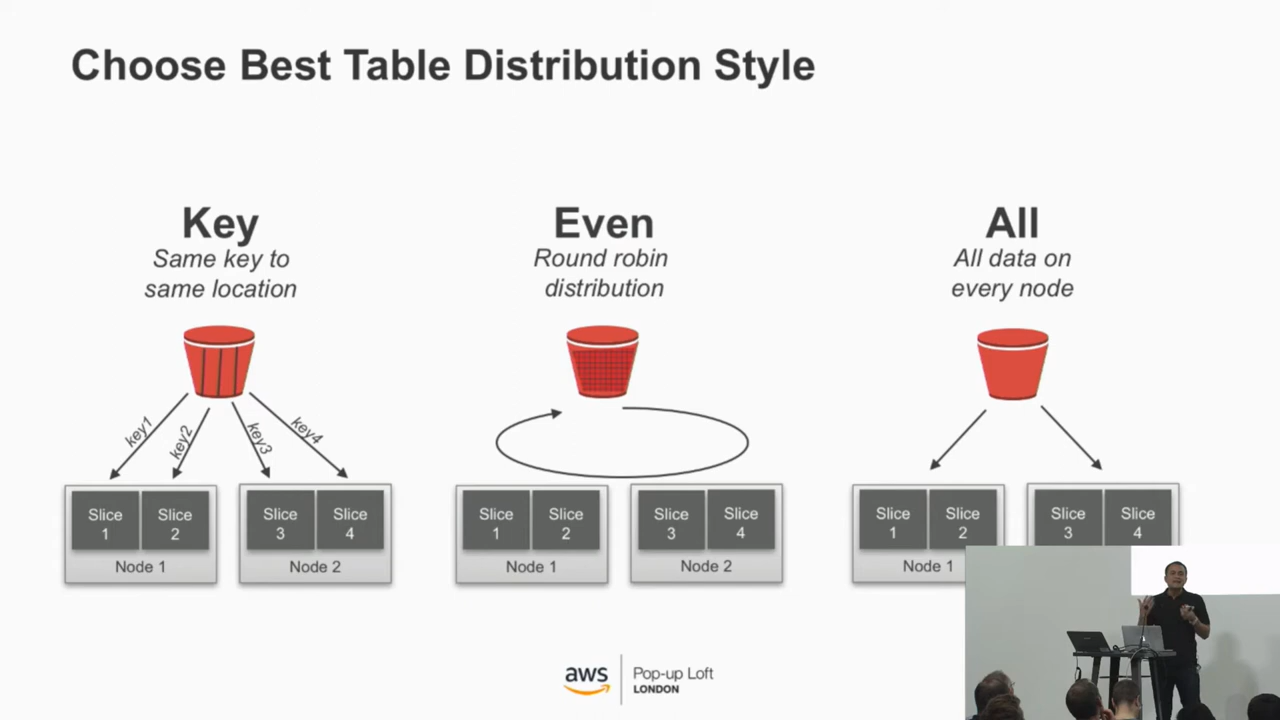 Choose Best Table Distribution Style
Key
Same key to
same location
key1
key2
key3
key4
Slice
1
Slice
2
Node 1
Slice
3
Slice
4
Node 2
Even
Round robin
distribution
Slice
1
Slice
2
Node 1
Slice
3
Slice
4
Node 2
All
All data on
every node
Slice
1
Slice
2
Node 1
Slice
3
Slice
4
aws
Pop-up Loft
LONDON